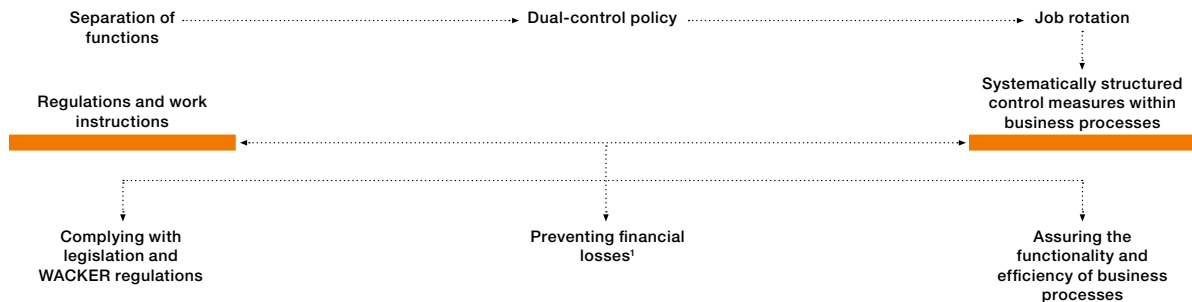 Separation of
functions
Dual-control policy
Job rotation
Regulations and work
instructions
Systematically structured
control measures within
business processes
Complying with
legislation and
WACKER regulations
Preventing financial
losses¹
Assuring the
functionality and
efficiency of business
processes